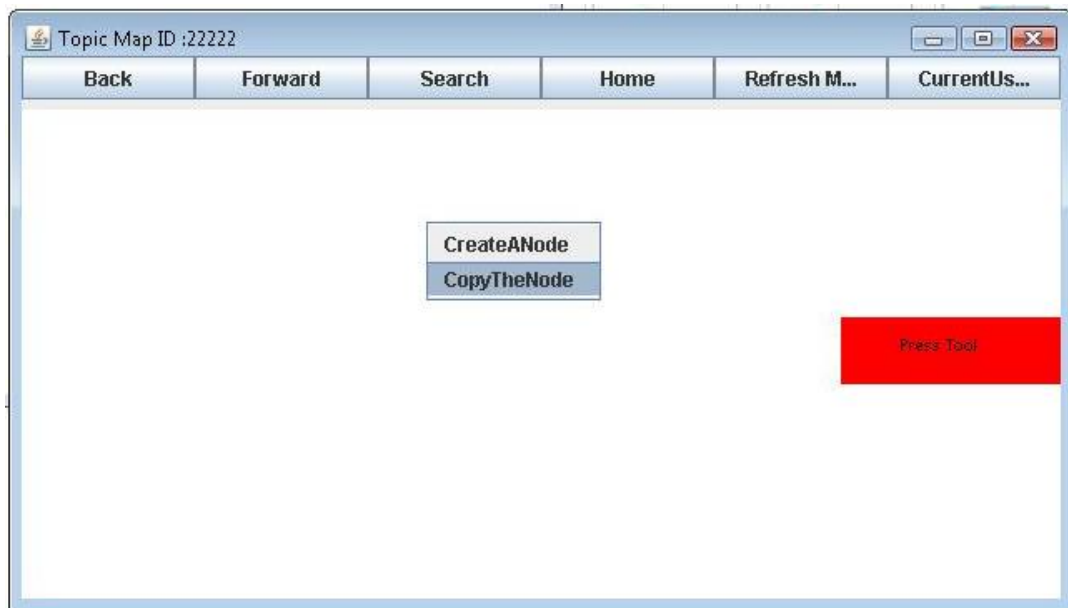 Topic Map ID :22222
Back Forward Search Home Refresh M... CurrentUs...
CreateANode
CopyTheNode
Press Tool